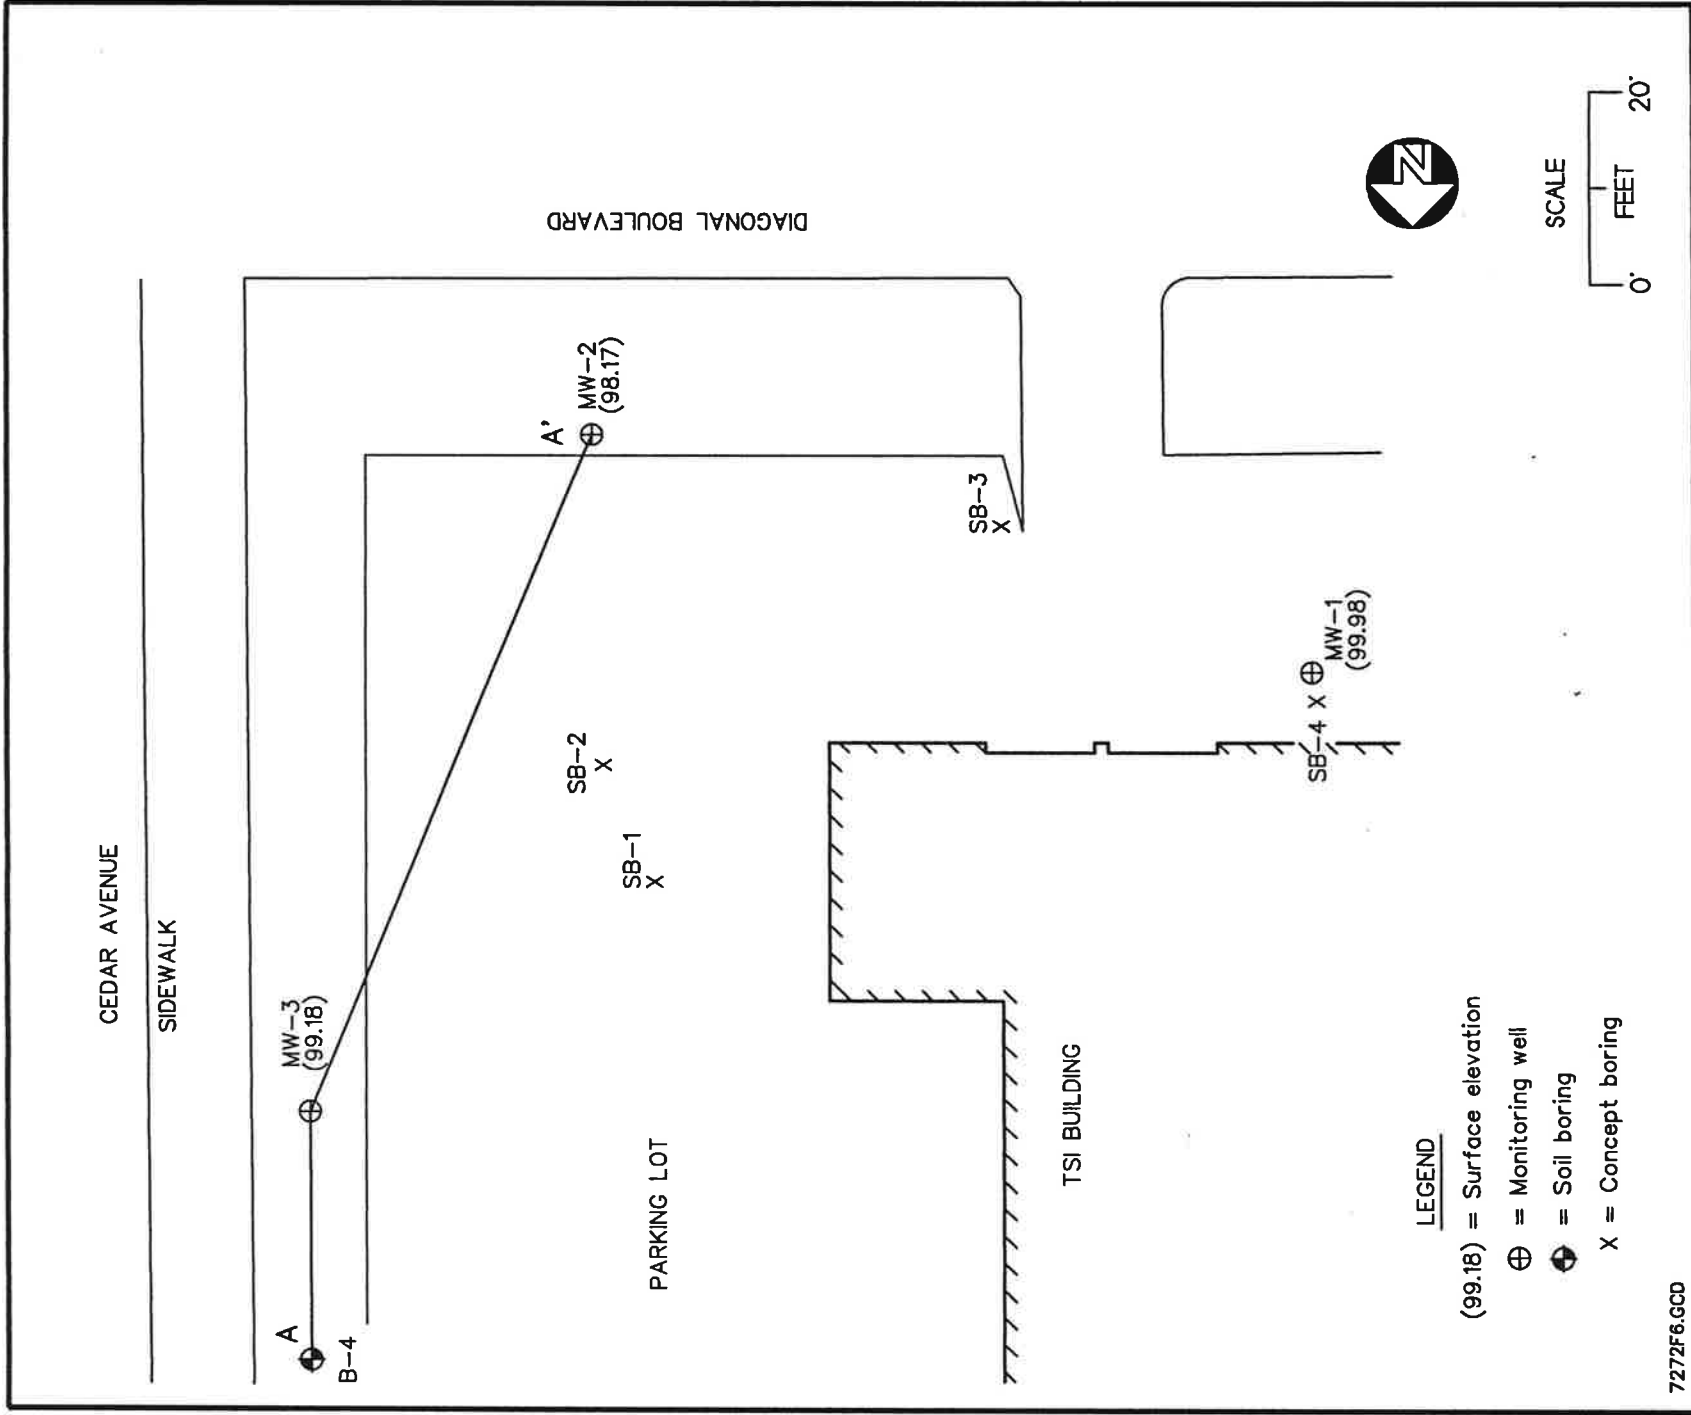 CEDAR AVENUE
SIDEWALK
A
B-4
MW-3
(99.18)
A'
MW-2
(98.17)
DIAGONAL BOULEVARD
SB-1
X
SB-2
X
SB-3
X
PARKING LOT
TSI BUILDING
SB-4 X
MW-1
(99.98)
N
LEGEND
(99.18) = Surface elevation
= Monitoring well
= Soil boring
X = Concept boring
SCALE
0' 20'
FEET
7272F6.GCD